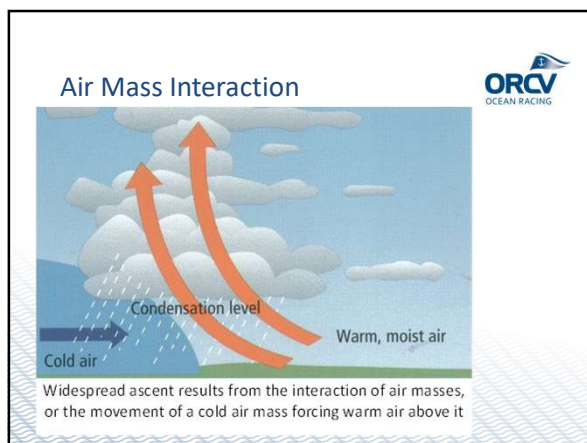 ORCV
OCEAN RACING
Air Mass Interaction
Condensation level
Warm, moist air
Cold air
Widespread ascent results from the interaction of air masses,
or the movement of a cold air mass forcing warm air above it